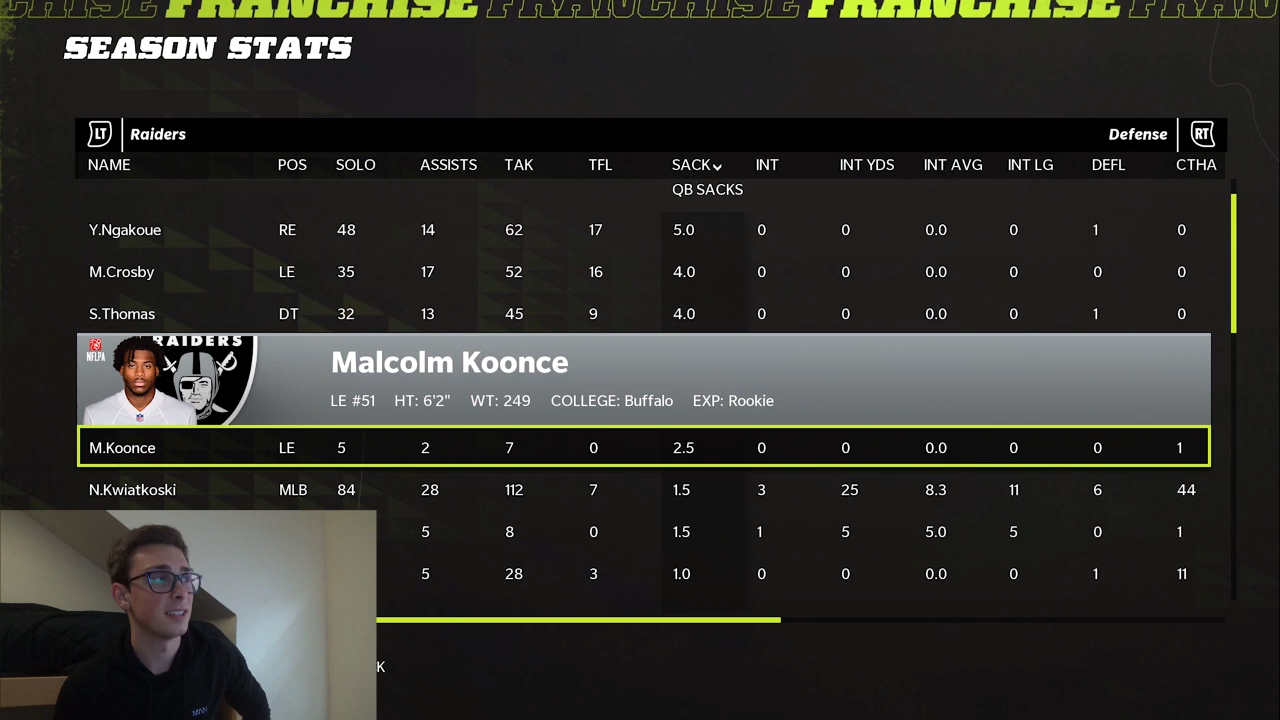 CHISE FRANCHISE FRANCHISE FRANCHISE FRAN
SEASON STATS
LT Raiders Defense RT
NAME POS SOLO ASSISTS TAK TFL SACK INT INT YDS INT AVG INT LG DEFL CTHA
QB SACKS
Y.Ngakoue RE 48 14 62 17 5.0 0 0 0.0 0 1 0
M.Crosby LE 35 17 52 16 4.0 0 0 0.0 0 0 0
S.Thomas DT 32 13 45 9 4.0 0 0 0.0 0 1 0
NFLPA
RAIDERS
Malcolm Koonce
LE #51 HT: 6'2" WT: 249 COLLEGE: Buffalo EXP: Rookie
M.Koonce LE 5 2 7 0 2.5 0 0 0.0 0 0 1
N.Kwiatkoski MLB 84 28 112 7 1.5 3 25 8.3 11 6 44
5 8 0 1.5 1 5 5.0 5 0 1
5 28 3 1.0 0 0 0.0 0 1 11
K